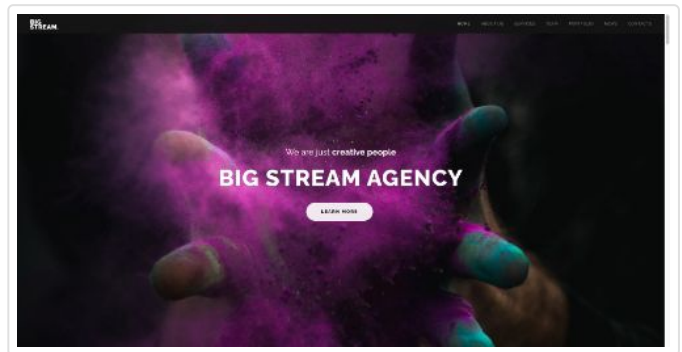 BIG
STREAM.
HOME ABOUT US SERVICES TEAM PORTFOLIO NEWS CONTACTS
We are just creative people
BIG STREAM AGENCY
LEARN MORE